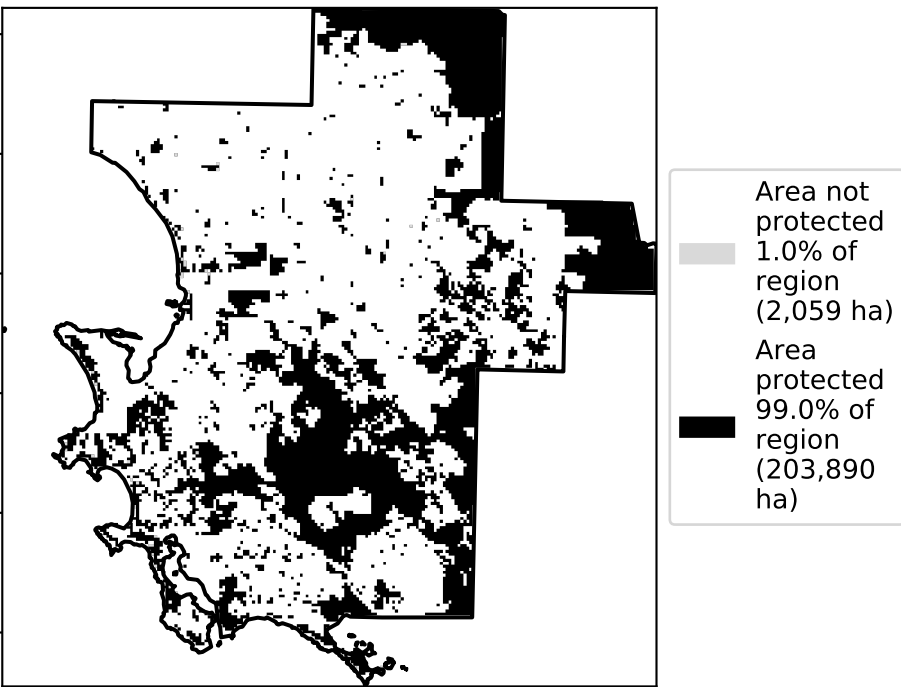 Area not
protected
1.0% of
region
(2,059 ha)
Area
protected
99.0% of
region
(203,890
ha)